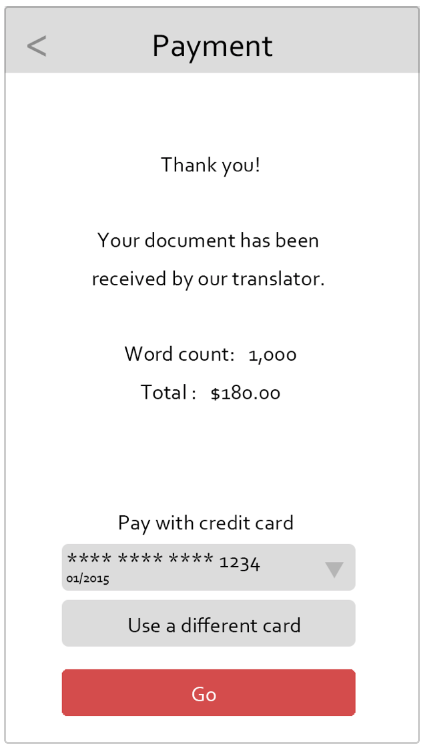 < Payment
Thank you!
Your document has been
received by our translator.
Word count: 1,000
Total : $180.00
Pay with credit card
**** **** **** 1234
01/2015
Use a different card
Go